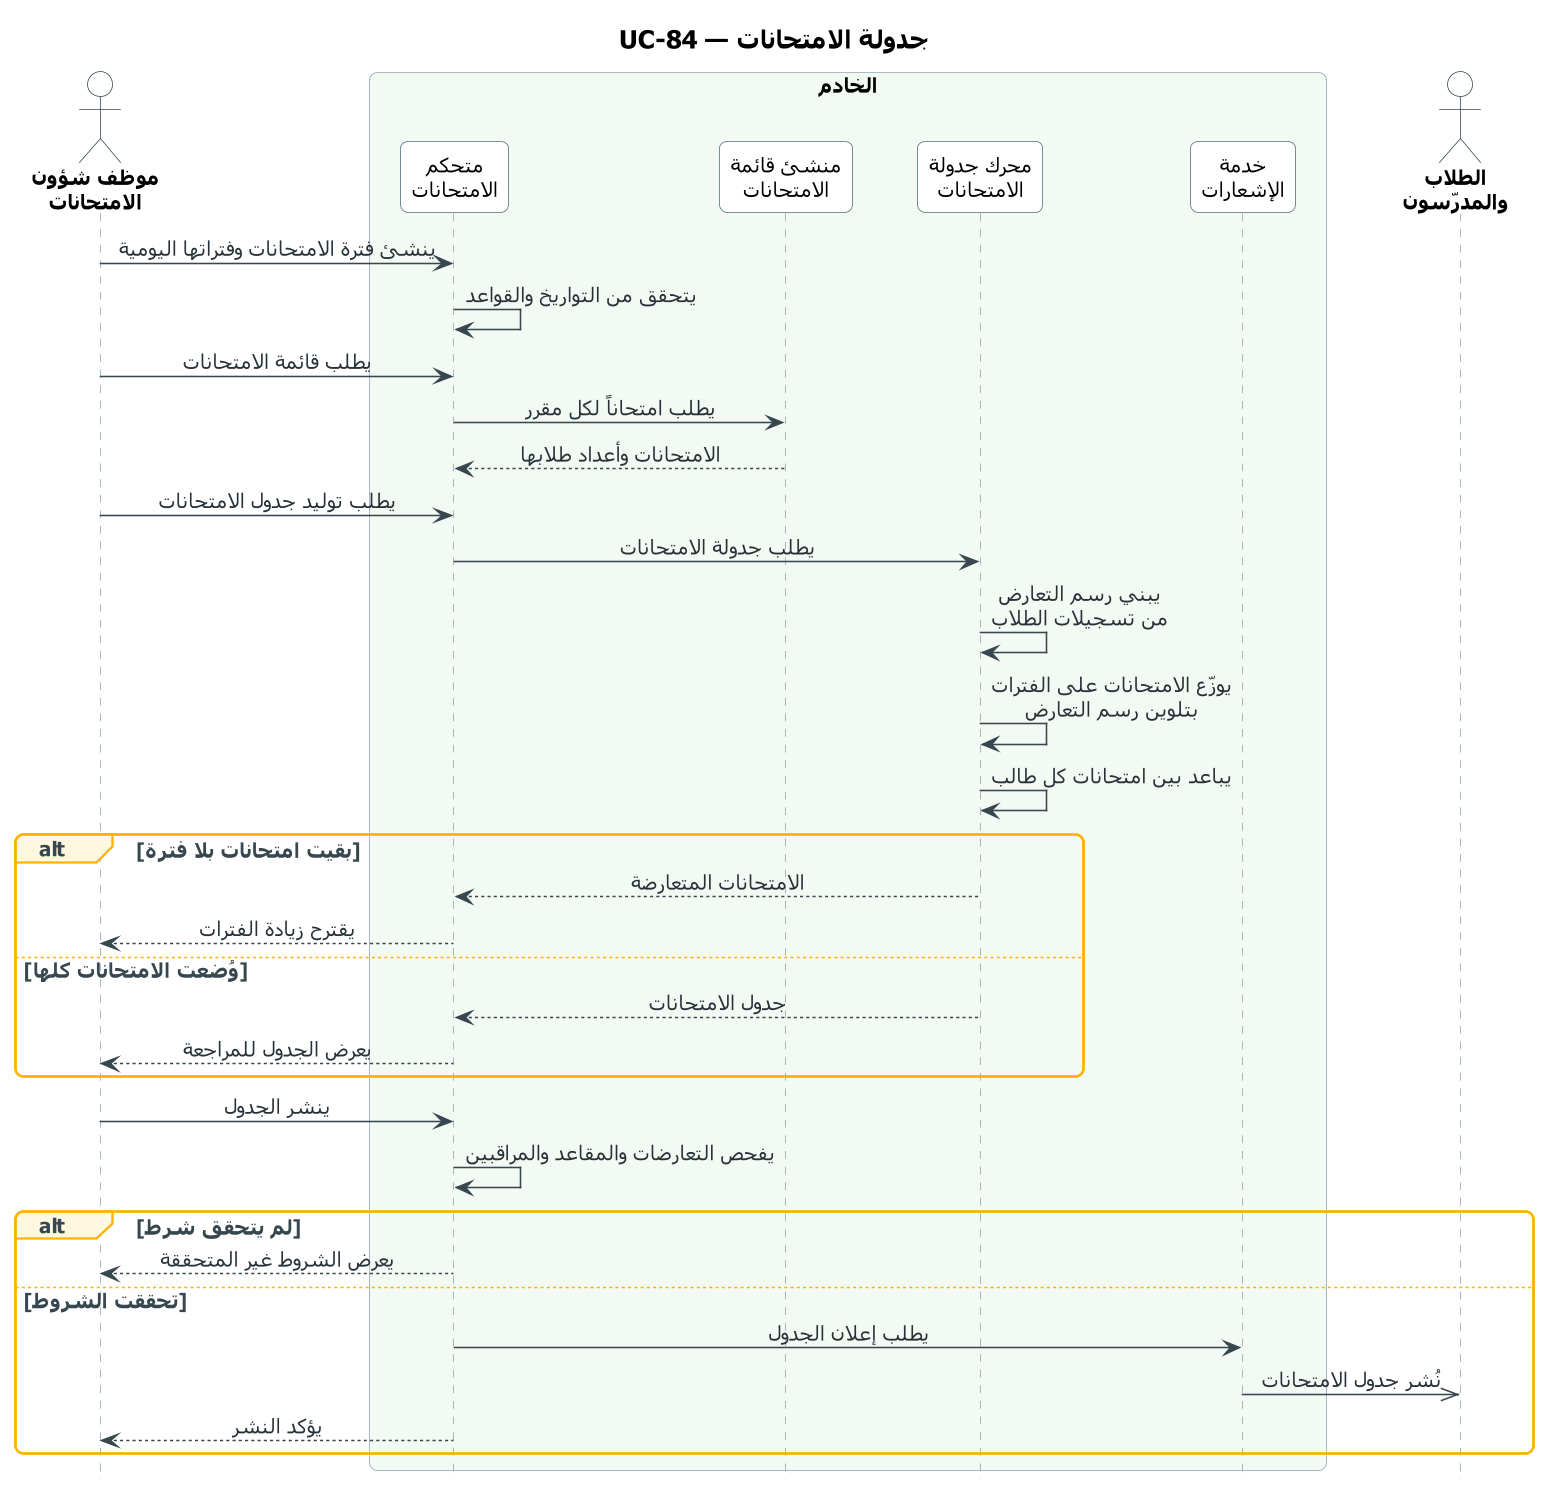 UC-84 — جدولة الامتحانات
الخادم
موظف شؤون
الامتحانات
متحكم
الامتحانات
منشئ قائمة
الامتحانات
محرك جدولة
الامتحانات
خدمة
الإشعارات
الطلاب
والمدرّسون
ينشئ فترة الامتحانات وفتراتها اليومية
يتحقق من التواريخ والقواعد
يطلب قائمة الامتحانات
يطلب امتحاناً لكل مقرر
الامتحانات وأعداد طلابها
يطلب توليد جدول الامتحانات
يطلب جدولة الامتحانات
يبني رسم التعارض
من تسجيلات الطلاب
يوزّع الامتحانات على الفترات
بتلوين رسم التعارض
يباعد بين امتحانات كل طالب
alt [بقيت امتحانات بلا فترة]
الامتحانات المتعارضة
يقترح زيادة الفترات
[وُضعت الامتحانات كلها]
جدول الامتحانات
يعرض الجدول للمراجعة
ينشر الجدول
يفحص التعارضات والمقاعد والمراقبين
alt [لم يتحقق شرط]
يعرض الشروط غير المتحققة
[تحققت الشروط]
يطلب إعلان الجدول
نُشر جدول الامتحانات
يؤكد النشر